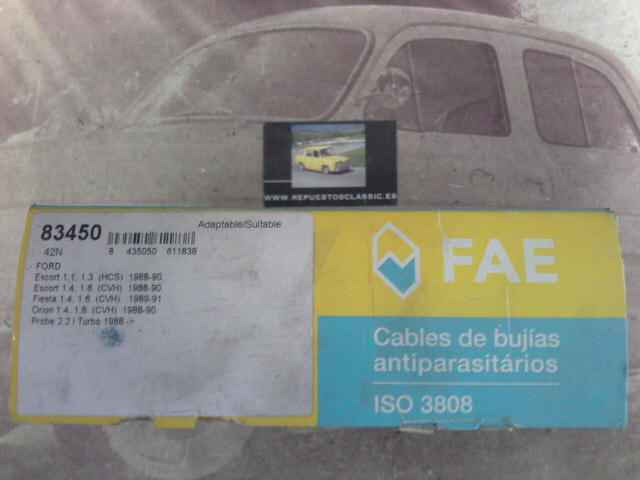 WWW.REPUESTOSCLASSIC.ES
83450
Adaptable/Suitable
42N
8 435050 611838
FORD
Escort 1.1, 1.3 (HCS) 1988-90
Escort 1.4, 1.6 (CVH) 1988-90
Fiesta 1.4, 1.6 (CVH) 1989-91
Orion 1.4, 1.6 (CVH) 1988-90
Probe 2.2 i Turbo 1988 ->
FAE
Cables de bujías
antiparasitários
ISO 3808